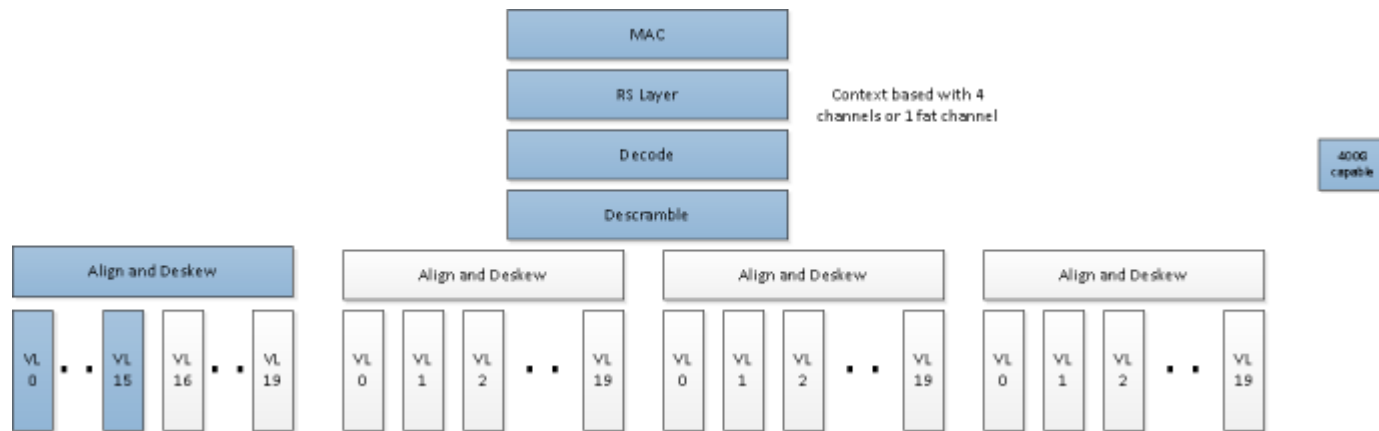 MAC
RS Layer
Context based with 4
channels or 1 fat channel
Decode
400G
capable
Descramble
Align and Deskew
Align and Deskew
Align and Deskew
Align and Deskew
VL
0
VL
15
VL
16
VL
19
VL
0
VL
1
VL
2
VL
19
VL
0
VL
1
VL
2
VL
19
VL
0
VL
1
VL
2
VL
19